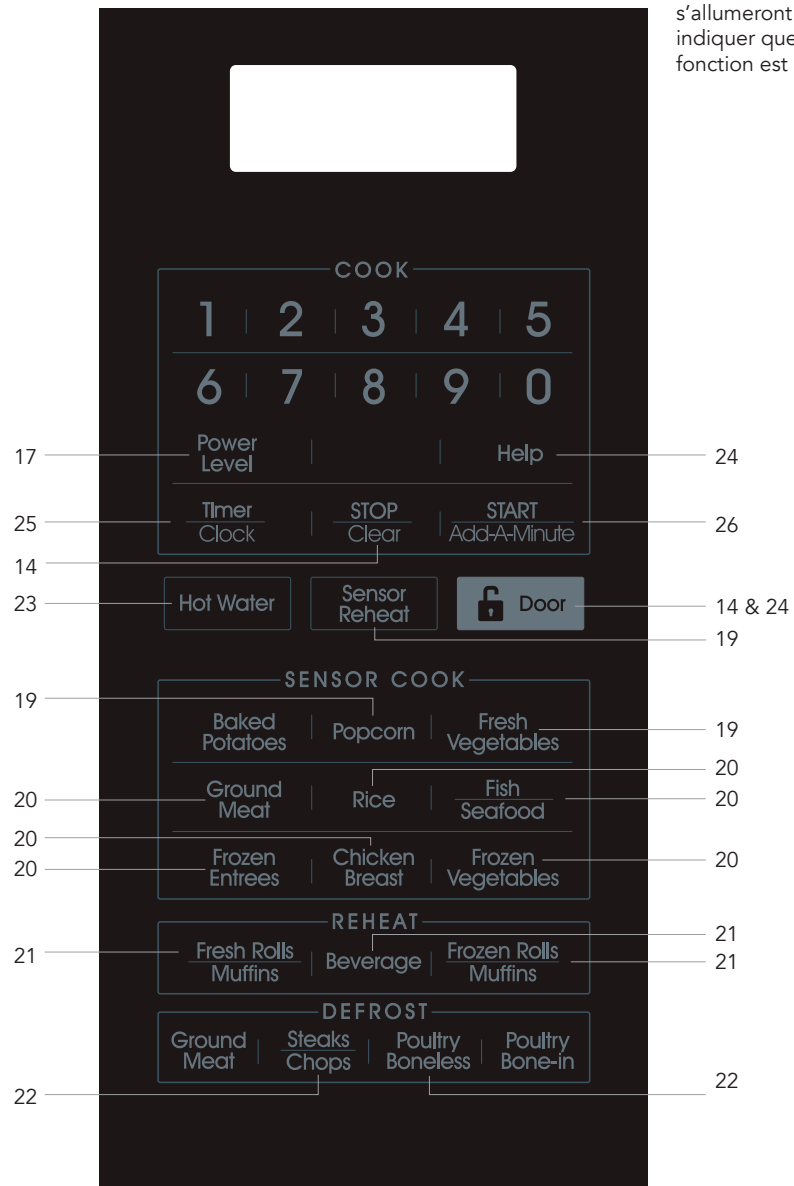 s'allumeront
indiquer que
fonction est
COOK
1 2 3 4 5
6 7 8 9 0
17
Power
Level
Help
24
25
Timer
Clock
STOP
Clear
START
Add-A-Minute
26
14
23
Hot Water
Sensor
Reheat
Door
14 & 24
19
SENSOR COOK
19
Baked
Potatoes
Popcorn
Fresh
Vegetables
19
20
20
Ground
Meat
Rice
Fish
Seafood
20
20
20
Frozen
Entrees
Chicken
Breast
Frozen
Vegetables
20
REHEAT
21
Fresh Rolls
Muffins
Beverage
Frozen Rolls
Muffins
21
21
DEFROST
Ground
Meat
Steaks
Chops
Poultry
Boneless
Poultry
Bone-in
22
22